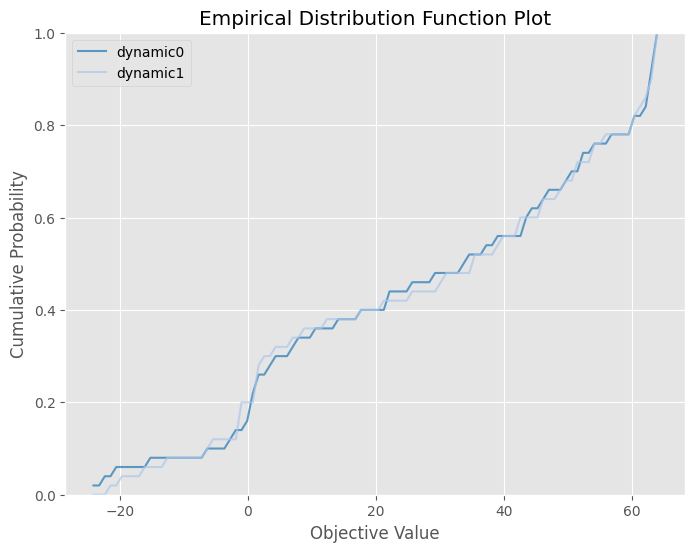 Empirical Distribution Function Plot
dynamic0
dynamic1
1.0
0.8
0.6
0.4
0.2
0.0
Cumulative Probability
−20
0
20
40
60
Objective Value